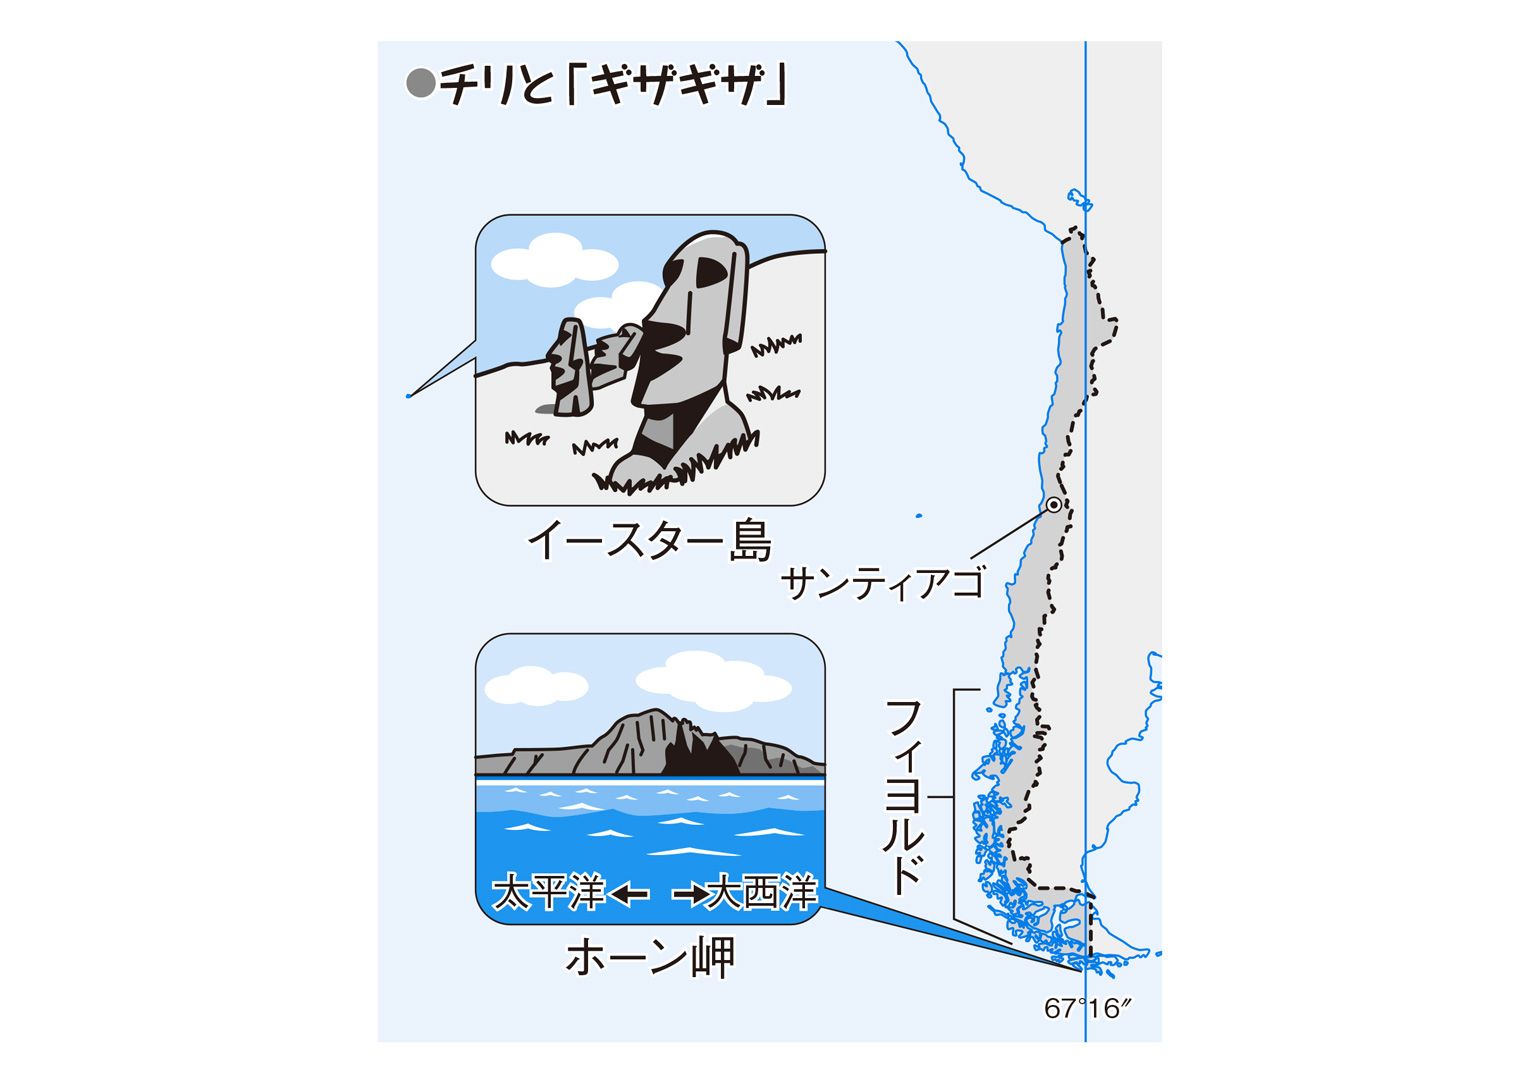 ●チリと「ギザギザ」
イースター島
サンティアゴ
フィヨルド
太平洋← →大西洋
ホーン岬
67°16″